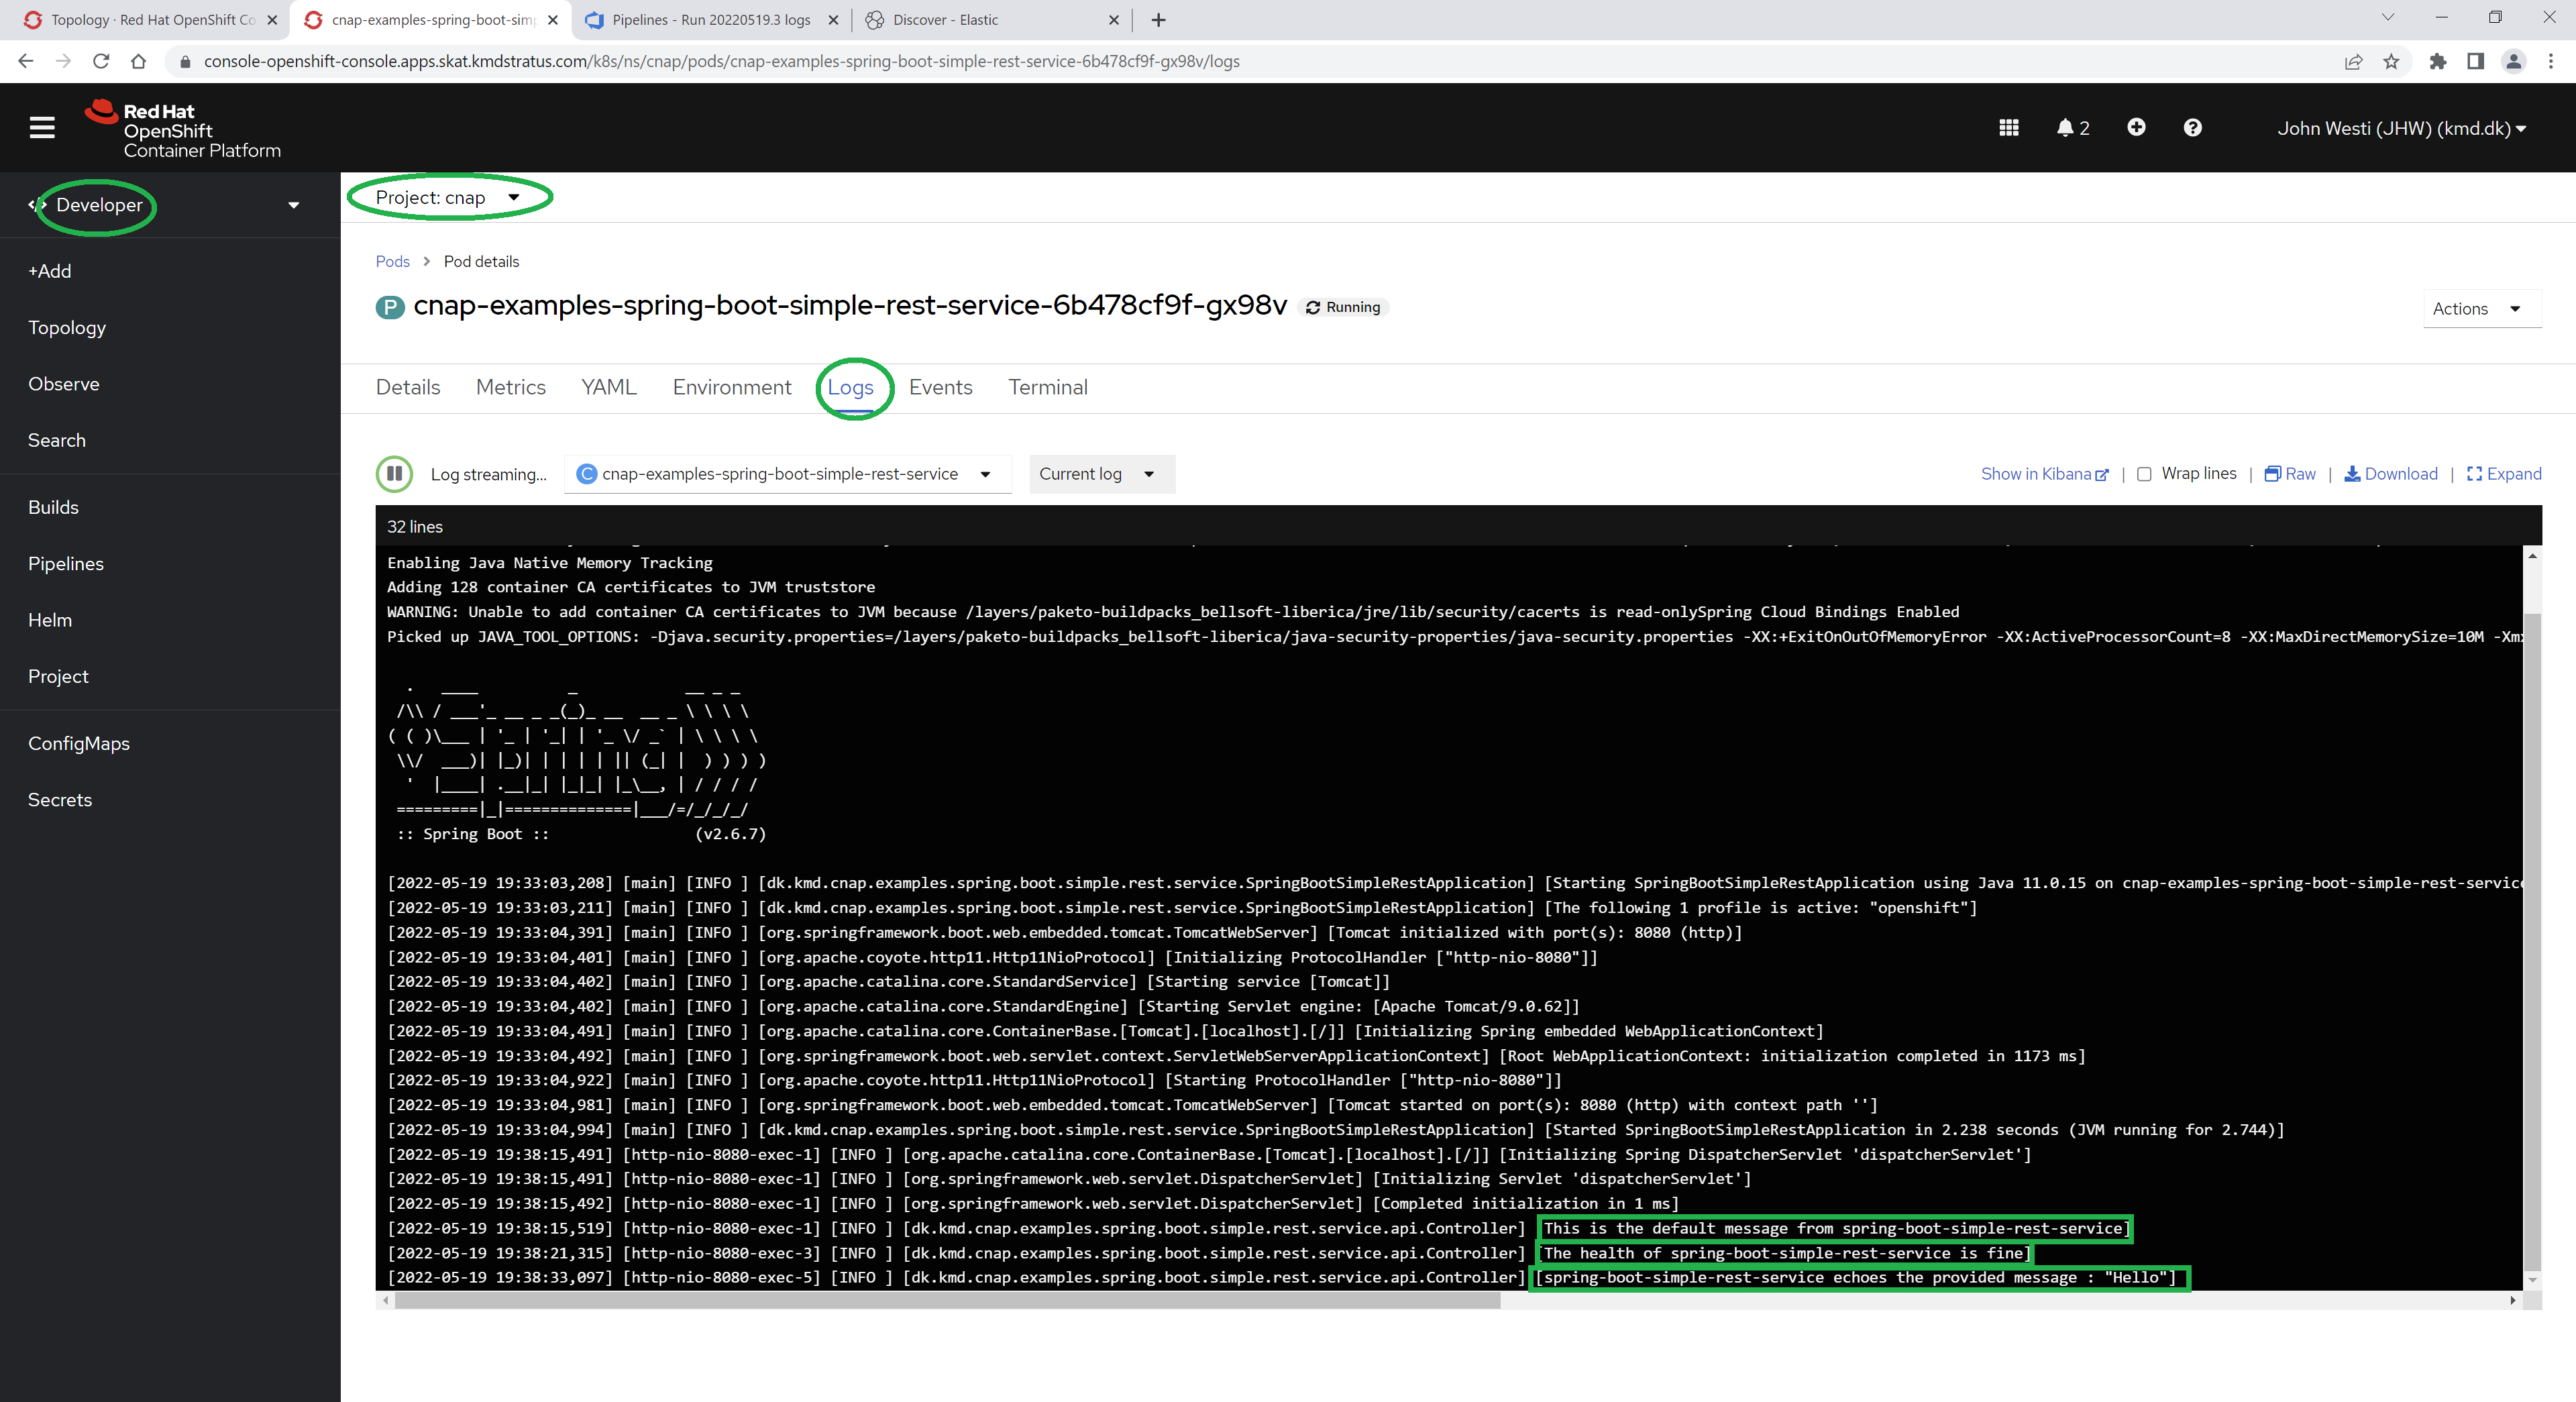 Topology · Red Hat OpenShift Co
cnap-examples-spring-boot-sim
Pipelines - Run 20220519.3 logs
Discover - Elastic
console-openshift-console.apps.skat.kmdstratus.com/k8s/ns/cnap/pods/cnap-examples-spring-boot-simple-rest-service-6b478cf9f-gx98v/logs
Red Hat
OpenShift
Container Platform
2
John Westi (JHW) (kmd.dk)
Developer
Project: cnap
+Add
Topology
Observe
Search
Builds
Pipelines
Helm
Project
ConfigMaps
Secrets
Pods > Pod details
P cnap-examples-spring-boot-simple-rest-service-6b478cf9f-gx98v Running
Actions
Details Metrics YAML Environment Logs Events Terminal
Log streaming... C cnap-examples-spring-boot-simple-rest-service Current log Show in Kibana | Wrap lines | Raw | Download | Expand
32 lines
Enabling Java Native Memory Tracking
Adding 128 container CA certificates to JVM truststore
WARNING: Unable to add container CA certificates to JVM because /layers/paketo-buildpacks_bellsoft-liberica/jre/lib/security/cacerts is read-onlySpring Cloud Bindings Enabled
Picked up JAVA_TOOL_OPTIONS: -Djava.security.properties=/layers/paketo-buildpacks_bellsoft-liberica/java-security-properties/java-security.properties -XX:+ExitOnOutOfMemoryError -XX:ActiveProcessorCount=8 -XX:MaxDirectMemorySize=10M -Xm
:: Spring Boot :: (v2.6.7)
[2022-05-19 19:33:03,208] [main] [INFO ] [dk.kmd.cnap.examples.spring.boot.simple.rest.service.SpringBootSimpleRestApplication] [Starting SpringBootSimpleRestApplication using Java 11.0.15 on cnap-examples-spring-boot-simple-rest-service
[2022-05-19 19:33:03,211] [main] [INFO ] [dk.kmd.cnap.examples.spring.boot.simple.rest.service.SpringBootSimpleRestApplication] [The following 1 profile is active: "openshift"]
[2022-05-19 19:33:04,391] [main] [INFO ] [org.springframework.boot.web.embedded.tomcat.TomcatWebServer] [Tomcat initialized with port(s): 8080 (http)]
[2022-05-19 19:33:04,401] [main] [INFO ] [org.apache.coyote.http11.Http11NioProtocol] [Initializing ProtocolHandler ["http-nio-8080"]]
[2022-05-19 19:33:04,402] [main] [INFO ] [org.apache.catalina.core.StandardService] [Starting service [Tomcat]]
[2022-05-19 19:33:04,402] [main] [INFO ] [org.apache.catalina.core.StandardEngine] [Starting Servlet engine: [Apache Tomcat/9.0.62]]
[2022-05-19 19:33:04,491] [main] [INFO ] [org.apache.catalina.core.ContainerBase.[Tomcat].[localhost].[/]] [Initializing Spring embedded WebApplicationContext]
[2022-05-19 19:33:04,492] [main] [INFO ] [org.springframework.boot.web.servlet.context.ServletWebServerApplicationContext] [Root WebApplicationContext: initialization completed in 1173 ms]
[2022-05-19 19:33:04,922] [main] [INFO ] [org.apache.coyote.http11.Http11NioProtocol] [Starting ProtocolHandler ["http-nio-8080"]]
[2022-05-19 19:33:04,981] [main] [INFO ] [org.springframework.boot.web.embedded.tomcat.TomcatWebServer] [Tomcat started on port(s): 8080 (http) with context path '']
[2022-05-19 19:33:04,994] [main] [INFO ] [dk.kmd.cnap.examples.spring.boot.simple.rest.service.SpringBootSimpleRestApplication] [Started SpringBootSimpleRestApplication in 2.238 seconds (JVM running for 2.744)]
[2022-05-19 19:38:15,491] [http-nio-8080-exec-1] [INFO ] [org.apache.catalina.core.ContainerBase.[Tomcat].[localhost].[/]] [Initializing Spring DispatcherServlet 'dispatcherServlet']
[2022-05-19 19:38:15,491] [http-nio-8080-exec-1] [INFO ] [org.springframework.web.servlet.DispatcherServlet] [Initializing Servlet 'dispatcherServlet']
[2022-05-19 19:38:15,492] [http-nio-8080-exec-1] [INFO ] [org.springframework.web.servlet.DispatcherServlet] [Completed initialization in 1 ms]
[2022-05-19 19:38:15,519] [http-nio-8080-exec-1] [INFO ] [dk.kmd.cnap.examples.spring.boot.simple.rest.service.api.Controller] [This is the default message from spring-boot-simple-rest-service]
[2022-05-19 19:38:21,315] [http-nio-8080-exec-3] [INFO ] [dk.kmd.cnap.examples.spring.boot.simple.rest.service.api.Controller] [The health of spring-boot-simple-rest-service is fine]
[2022-05-19 19:38:33,097] [http-nio-8080-exec-5] [INFO ] [dk.kmd.cnap.examples.spring.boot.simple.rest.service.api.Controller] [spring-boot-simple-rest-service echoes the provided message : "Hello"]